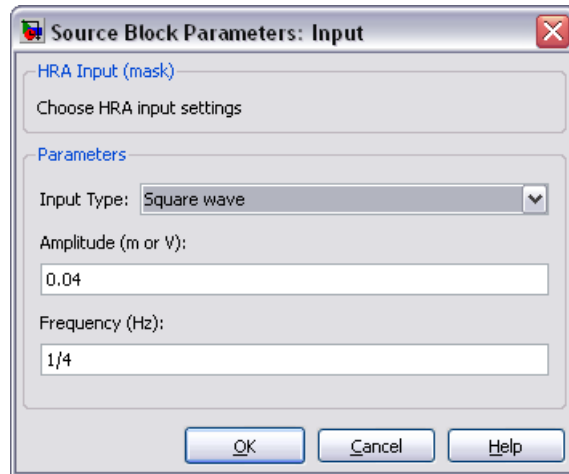 Source Block Parameters: Input
HRA Input (mask)
Choose HRA input settings
Parameters
Input Type: Square wave
Amplitude (m or V):
0.04
Frequency (Hz):
1/4
OK Cancel Help